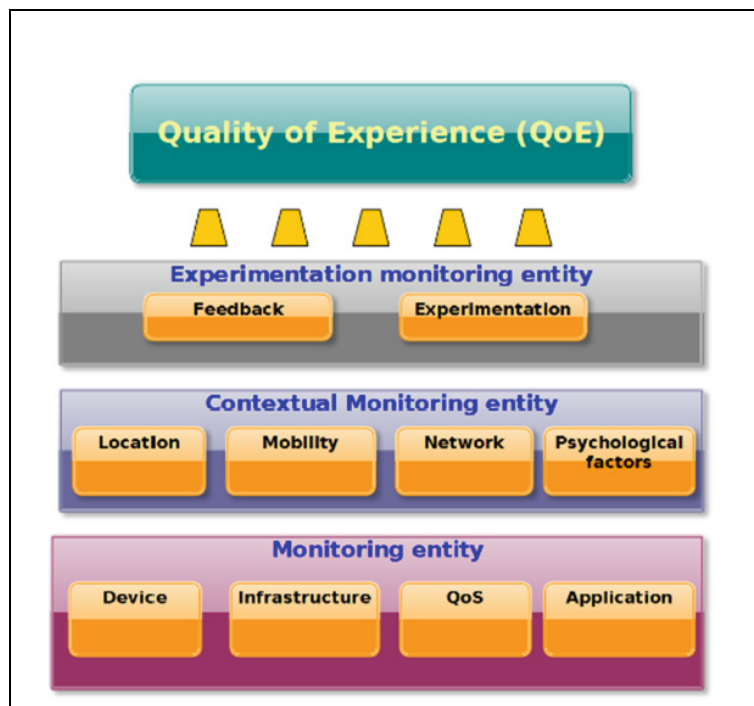 Quality of Experience (QoE)
Experimentation monitoring entity
Feedback
Experimentation
Contextual Monitoring entity
Location
Mobility
Network
Psychological
factors
Monitoring entity
Device
Infrastructure
QoS
Application